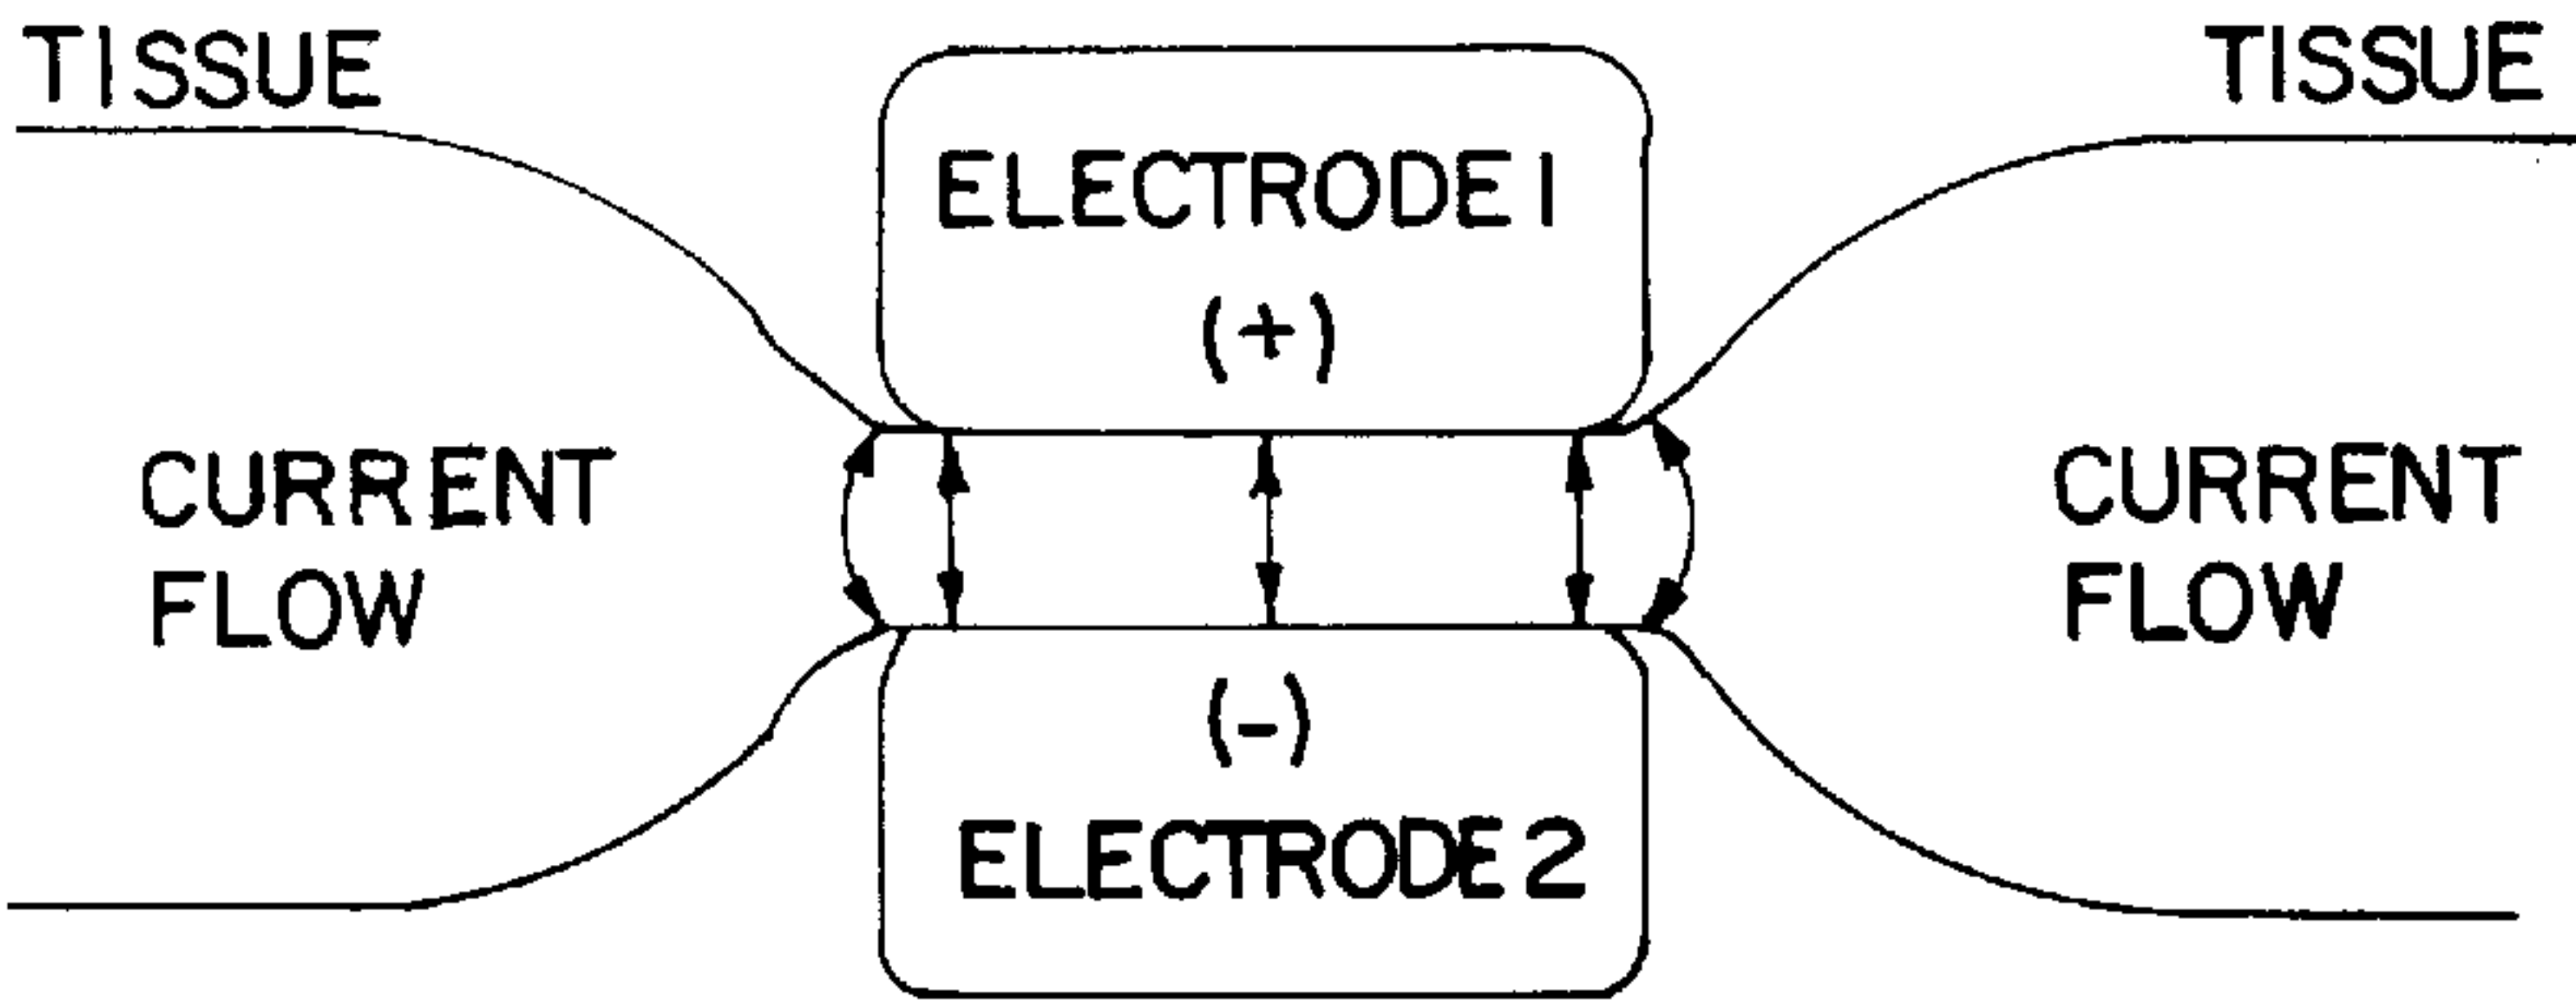 TISSUE
TISSUE
ELECTRODE 1
(+)
CURRENT
FLOW
CURRENT
FLOW
(-)
ELECTRODE 2